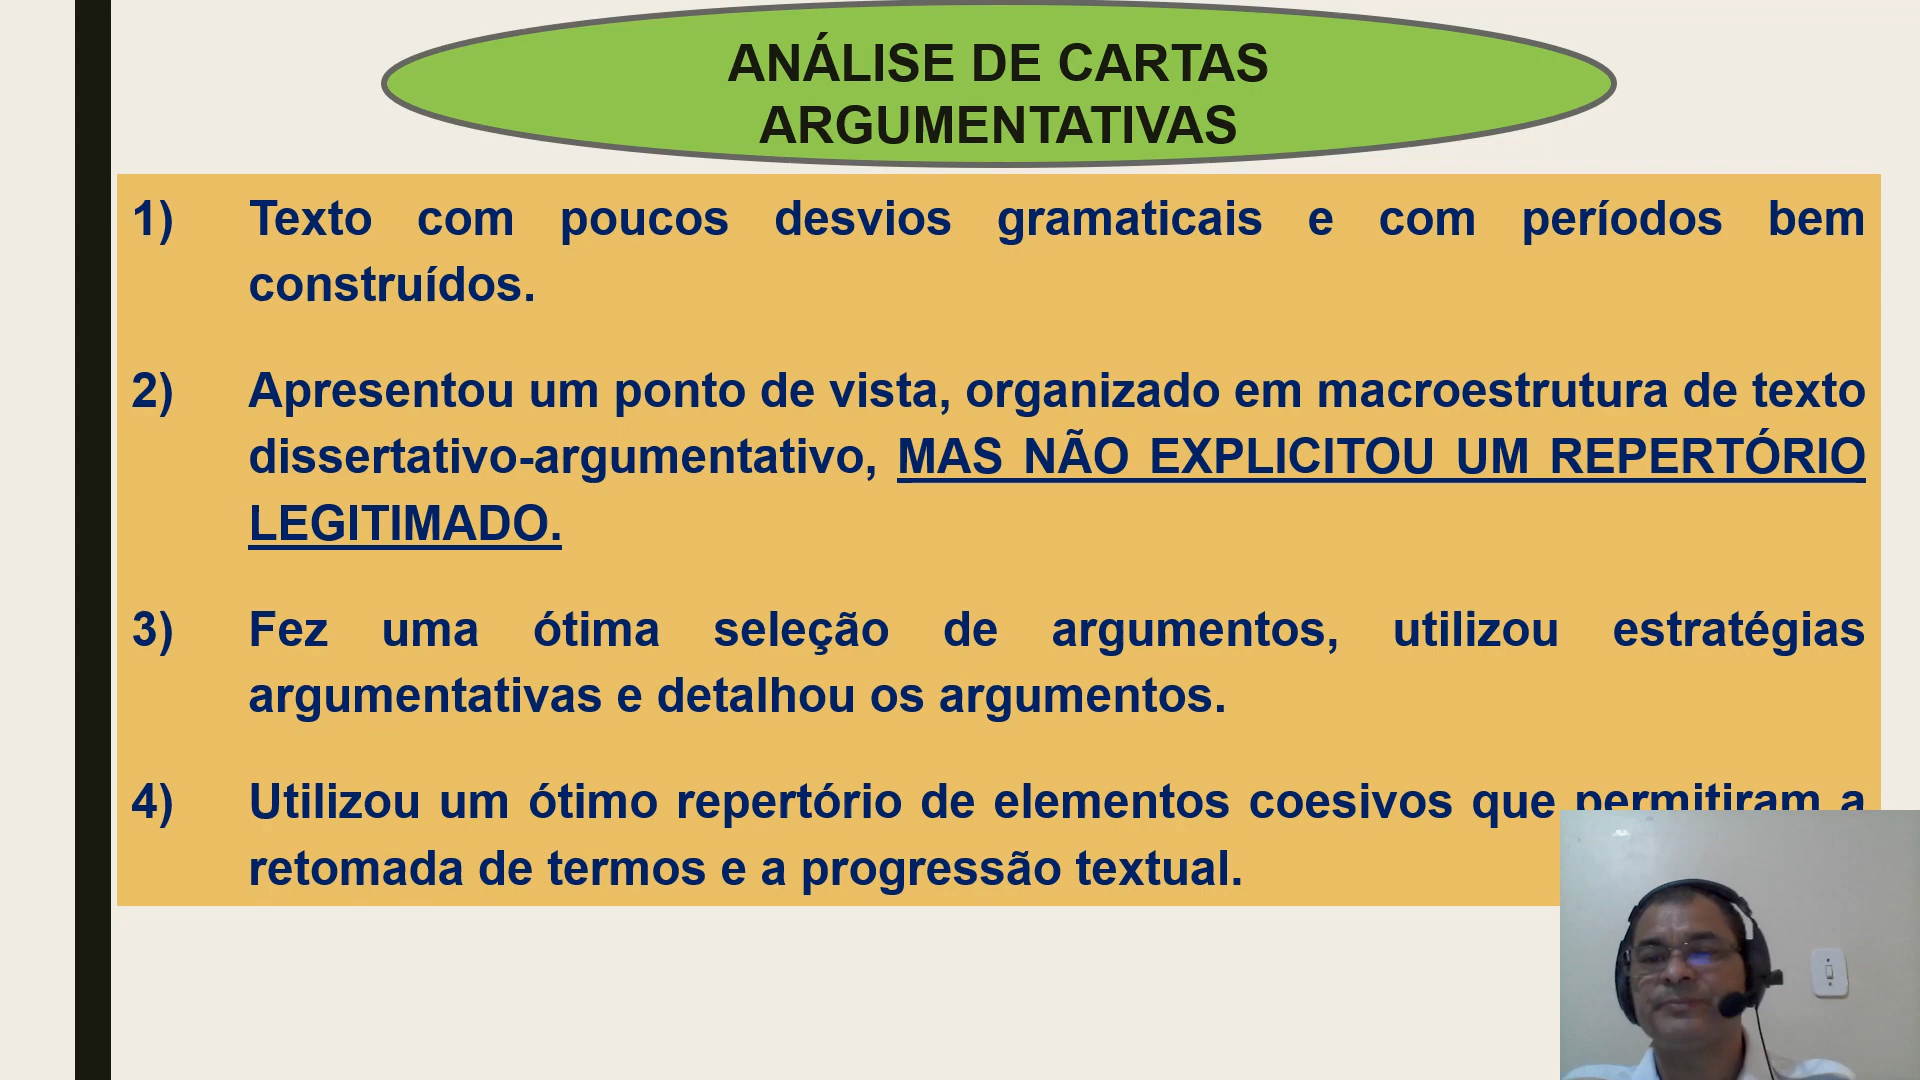 ANÁLISE DE CARTAS
ARGUMENTATIVAS
1) Texto com poucos desvios gramaticais e com períodos bem
construídos.
2) Apresentou um ponto de vista, organizado em macroestrutura de texto
dissertativo-argumentativo, MAS NÃO EXPLICITOU UM REPERTÓRIO
LEGITIMADO.
3) Fez uma ótima seleção de argumentos, utilizou estratégias
argumentativas e detalhou os argumentos.
4) Utilizou um ótimo repertório de elementos coesivos que permitiram a
retomada de termos e a progressão textual.